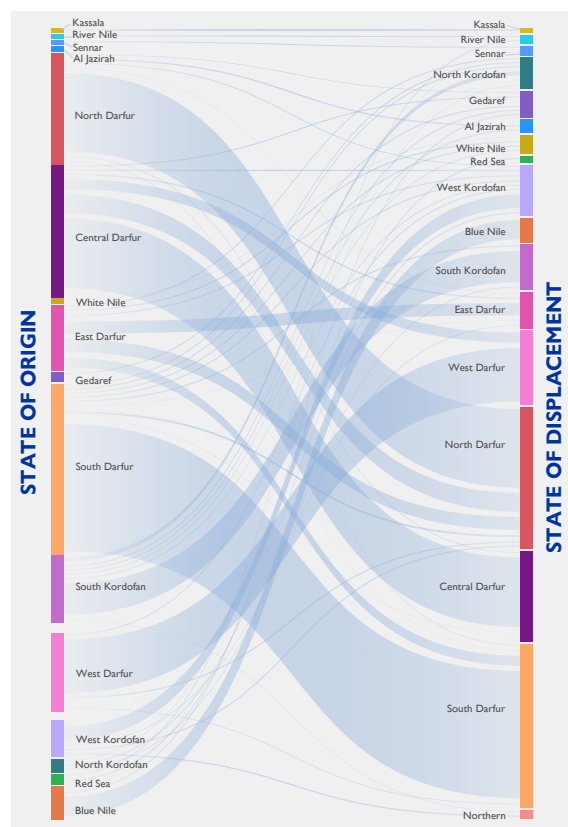 STATE OF ORIGIN
Kassala
River Nile
Sennar
Al Jazirah
North Darfur
Central Darfur
White Nile
East Darfur
Gedaref
South Darfur
South Kordofan
West Darfur
West Kordofan
North Kordofan
Red Sea
Blue Nile
Kassala
River Nile
Sennar
North Kordofan
Gedaref
Al Jazirah
White Nile
Red Sea
West Kordofan
Blue Nile
South Kordofan
East Darfur
West Darfur
North Darfur
Central Darfur
South Darfur
Northern
STATE OF DISPLACEMENT